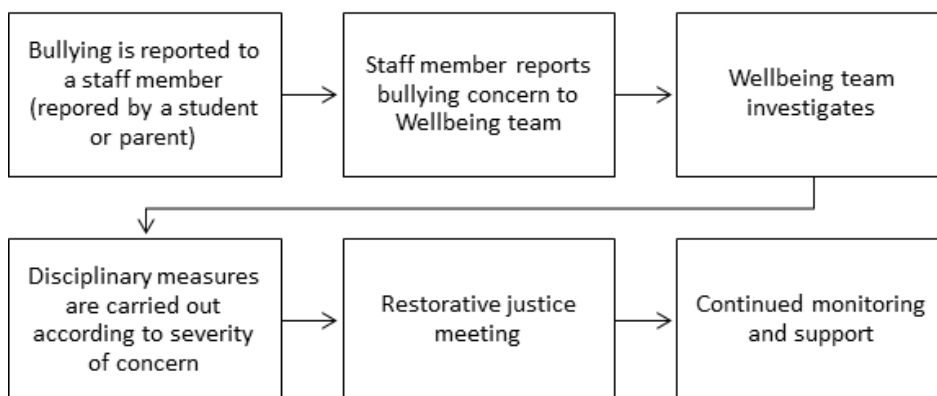 Bullying is reported to
a staff member
(repored by a student
or parent)
Staff member reports
bullying concern to
Wellbeing team
Wellbeing team
investigates
Disciplinary measures
are carried out
according to severity
of concern
Restorative justice
meeting
Continued monitoring
and support